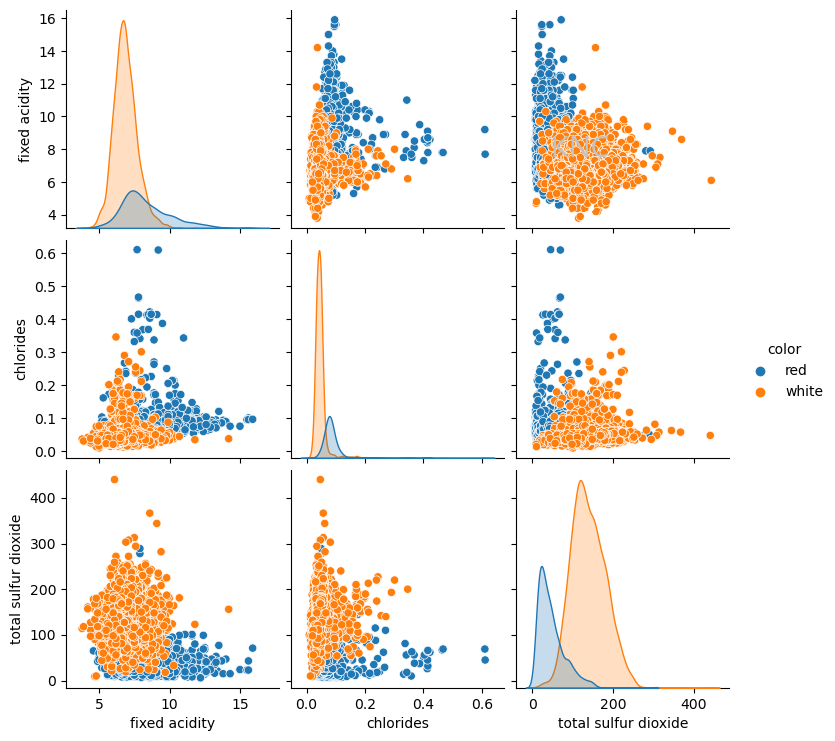 16
14
12
10
8
6
4
fixed acidity
0.6
0.5
0.4
0.3
0.2
0.1
0.0
chlorides
color
red
white
400
300
200
100
0
total sulfur dioxide
5 10 15
0.0 0.2 0.4 0.6
0 200 400
fixed acidity
chlorides
total sulfur dioxide